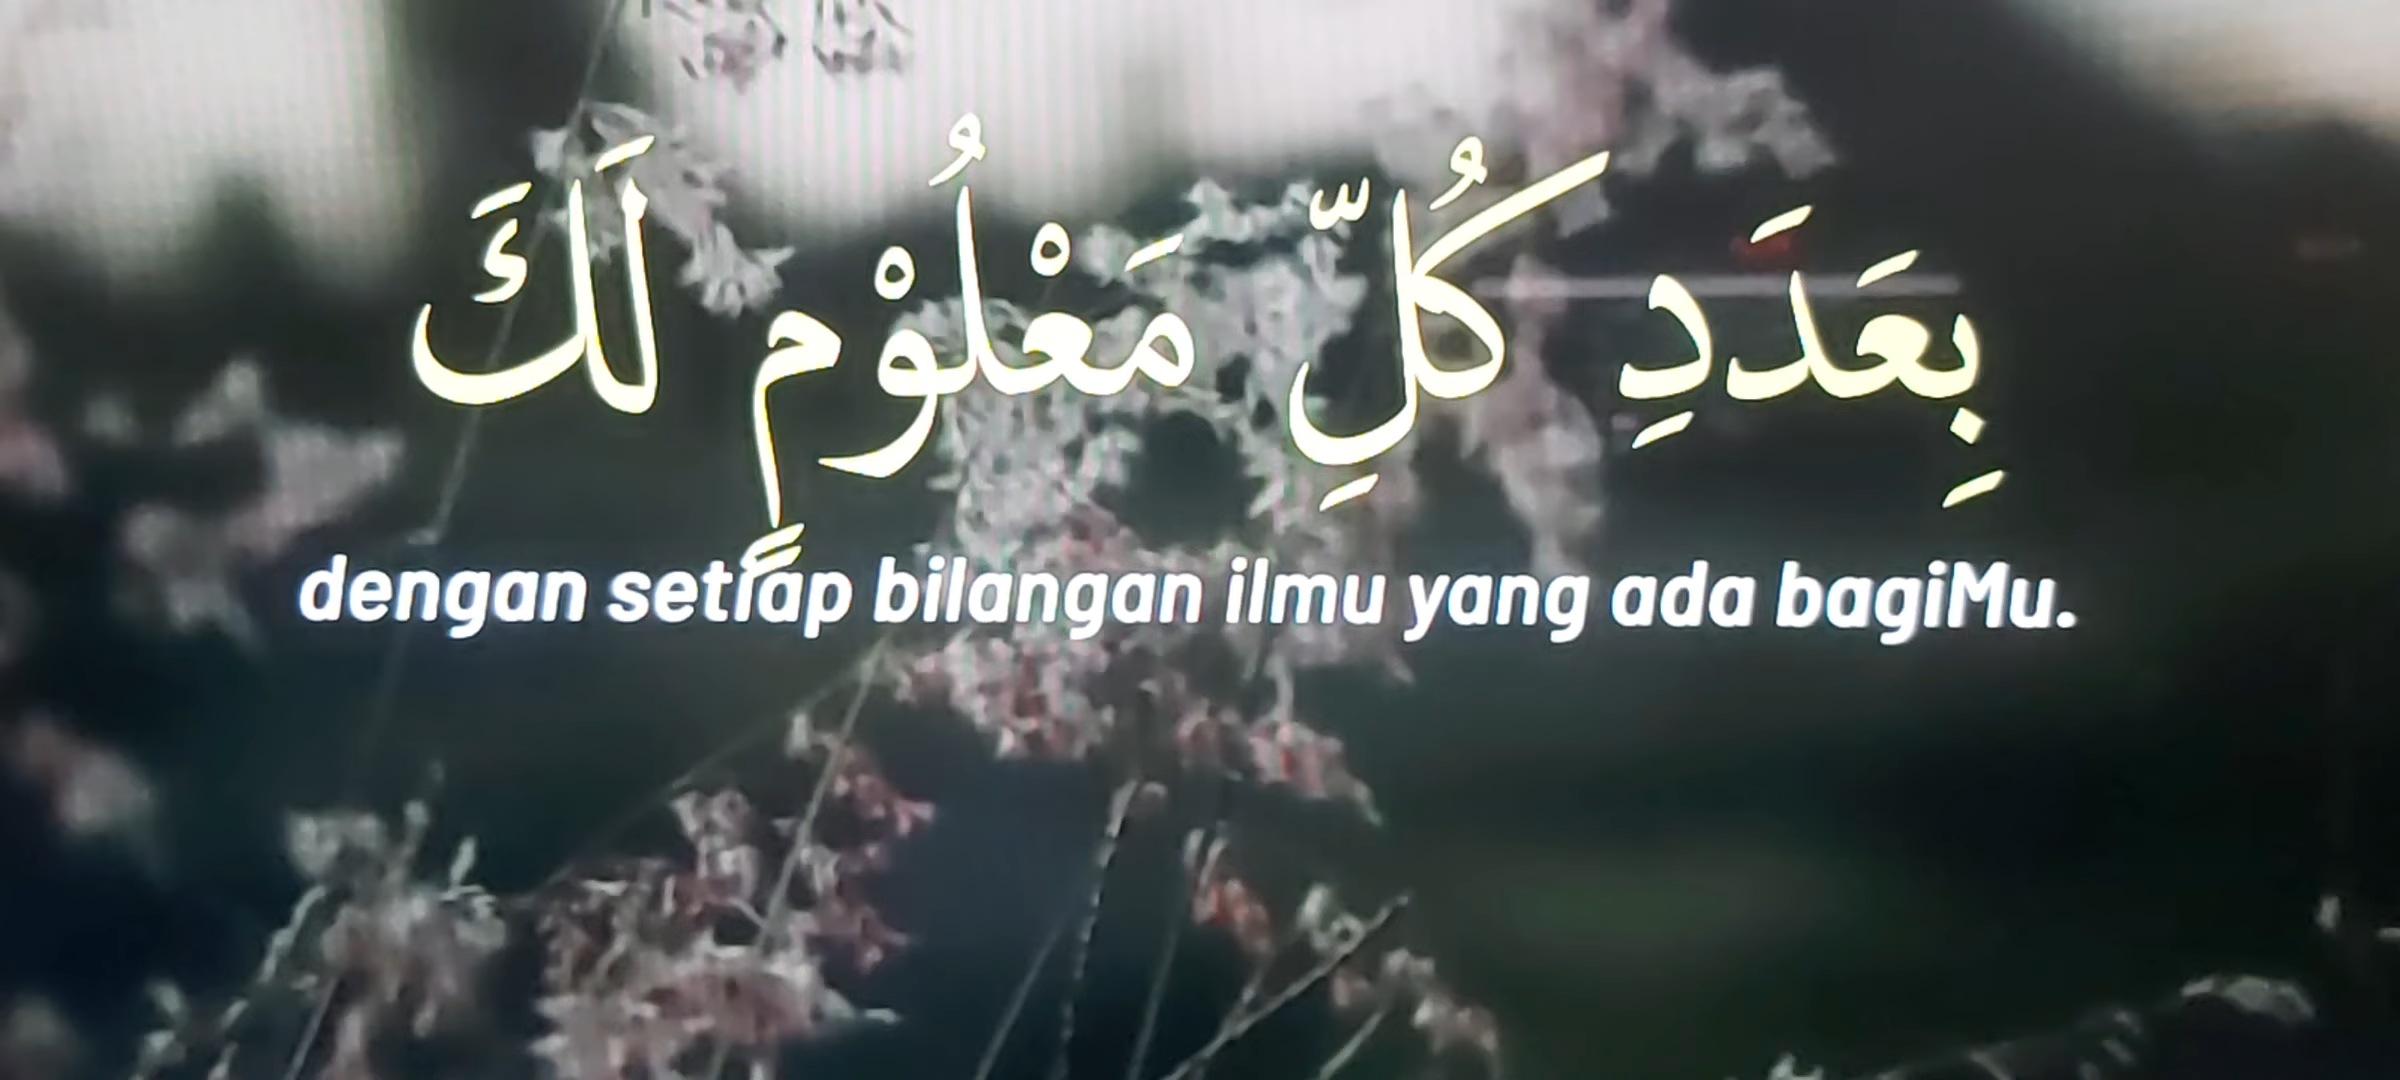 بِعَدَدِ كُلِّ مَعْلُوْمٍ لَكَ
dengan setiap bilangan ilmu yang ada bagiMu.